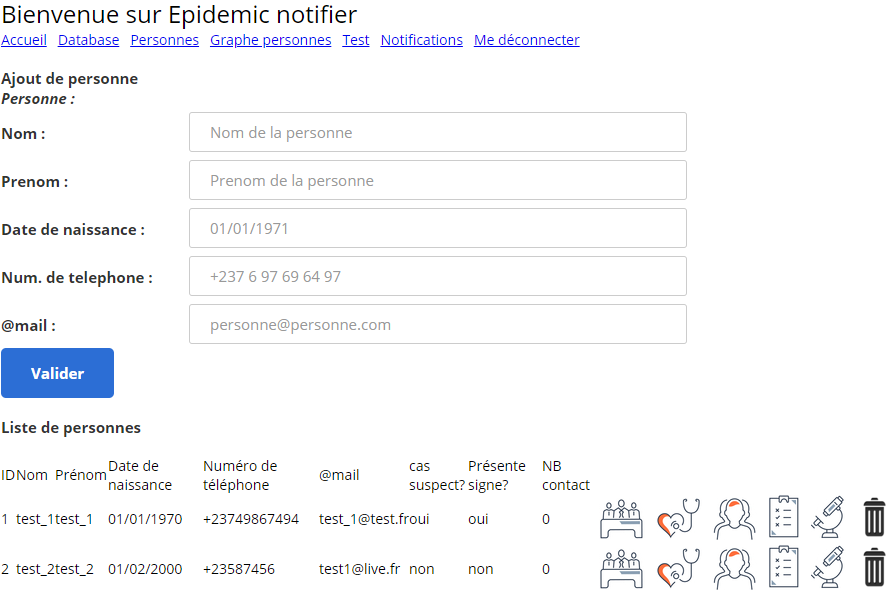 Bienvenue sur Epidemic notifier
Accueil Database Personnes Graphe personnes Test Notifications Me déconnecter
Ajout de personne
Personne :
Nom : Nom de la personne
Prenom : Prenom de la personne
Date de naissance : 01/01/1971
Num. de telephone : +237 6 97 69 64 97
@mail : personne@personne.com
Valider
Liste de personnes
ID Nom Prénom Date de naissance Numéro de téléphone @mail cas suspect? Présente signe? NB contact
1 test_1 test_1 01/01/1970 +23749867494 test_1@test.fr oui oui 0
2 test_2 test_2 01/02/2000 +23587456 test1@live.fr non non 0